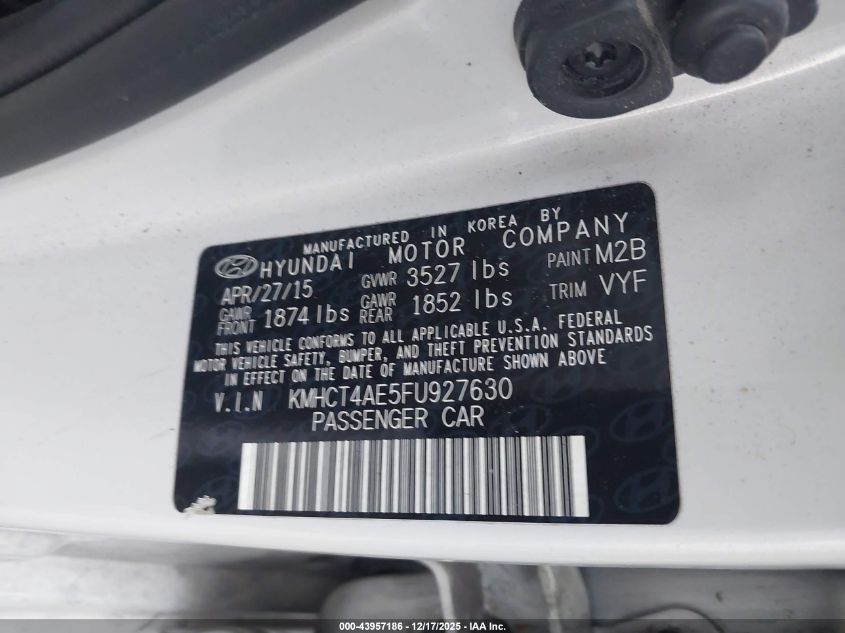 MANUFACTURED IN KOREA BY
HYUNDAI MOTOR COMPANY
APR/27/15 GVWR 3527 lbs PAINT M2B
GAWR FRONT 1874 lbs GAWR REAR 1852 lbs TRIM VYF
THIS VEHICLE CONFORMS TO ALL APPLICABLE U.S.A. FEDERAL
MOTOR VEHICLE SAFETY, BUMPER, AND THEFT PREVENTION STANDARDS
IN EFFECT ON THE DATE OF MANUFACTURE SHOWN ABOVE
V.I.N KMHCT4AE5FU927630
PASSENGER CAR
000-43957186 - 12/17/2025 - IAA Inc.